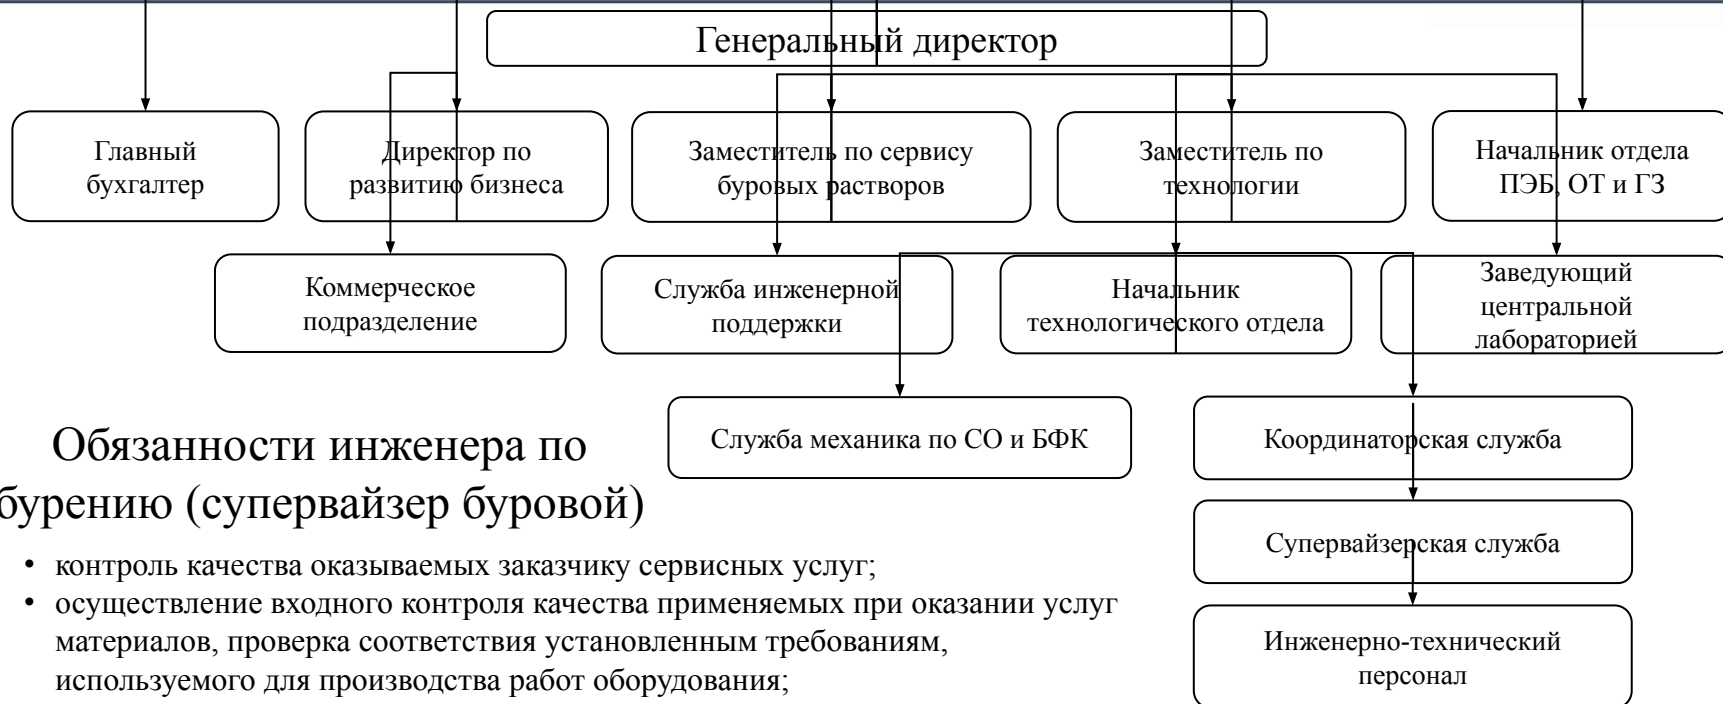 Генеральный директор
Главный
бухгалтер
Директор по
развитию бизнеса
Заместитель по сервису
буровых растворов
Заместитель по
технологии
Начальник отдела
ПЭБ, ОТ и ГЗ
Коммерческое
подразделение
Служба инженерной
поддержки
Начальник
технологического отдела
Заведующий
центральной
лабораторией
Служба механика по СО и БФК
Координаторская служба
Супервайзерская служба
Инженерно-технический
персонал
Обязанности инженера по
бурению (супервайзер буровой)
• контроль качества оказываемых заказчику сервисных услуг;
• осуществление входного контроля качества применяемых при оказании услуг
материалов, проверка соответствия установленным требованиям,
используемого для производства работ оборудования;